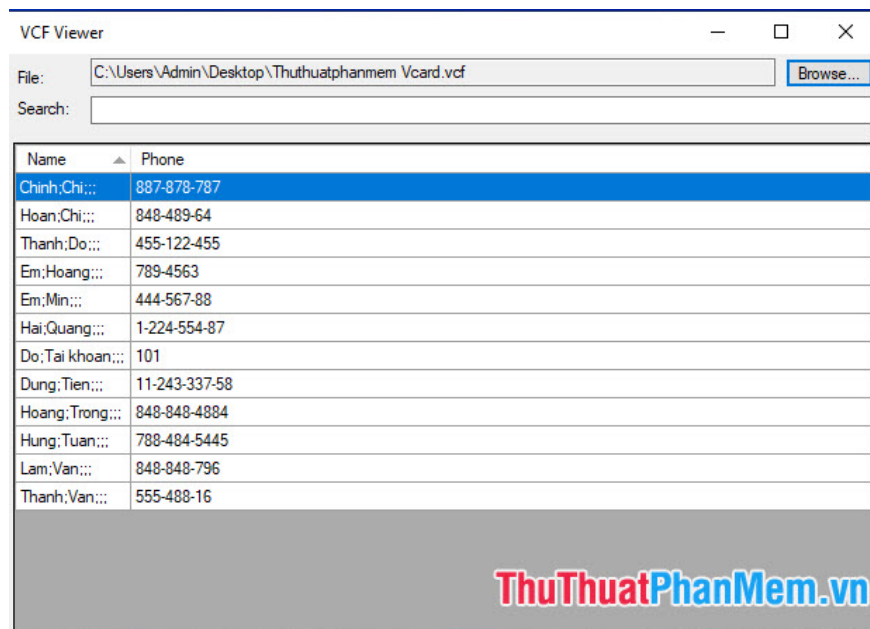 VCF Viewer
File: C:\Users\Admin\Desktop\Thuthuatphanmem Vcard.vcf Browse...
Search:
Name Phone
Chinh;Chi;;; 887-878-787
Hoan;Chi;;; 848-489-64
Thanh;Do;;; 455-122-455
Em;Hoang;;; 789-4563
Em;Min;;; 444-567-88
Hai;Quang;;; 1-224-554-87
Do;Tai khoan;;; 101
Dung;Tien;;; 11-243-337-58
Hoang;Trong;;; 848-848-4884
Hung;Tuan;;; 788-484-5445
Lam;Van;;; 848-848-796
Thanh;Van;;; 555-488-16
ThuThuatPhanMem.vn